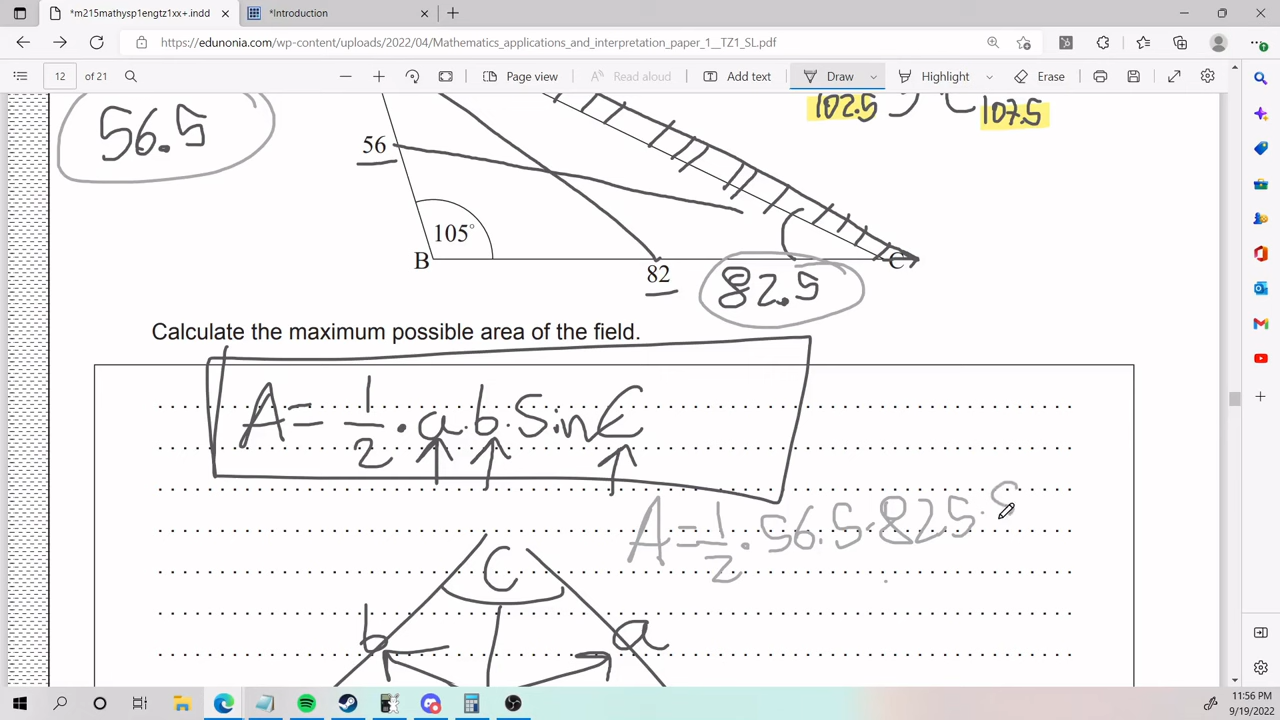 *m215mathysp1engtz1xx+.indd
*Introduction
https://edunonia.com/wp-content/uploads/2022/04/Mathematics_applications_and_interpretation_paper_1__TZ1_SL.pdf
12 of 21
Page view
Read aloud
Add text
Draw
Highlight
Erase
102.5 107.5
56.5
56
105°
B
C
82
82.5
Calculate the maximum possible area of the field.
A = 1/2 · a · b · Sin C
A = 1/2 · 56.5 · 825 · S
C
b
a
11:56 PM
9/19/2022